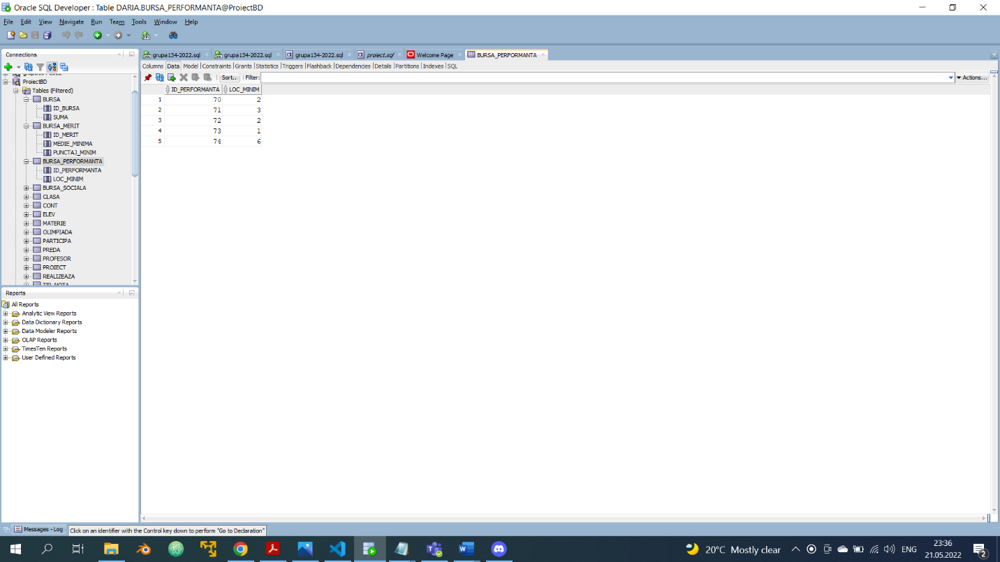 Oracle SQL Developer : Table DARIA.BURSA_PERFORMANTA@ProiectBD
File Edit View Navigate Run Team Tools Window Help
Connections
ProiectBD
Tables (Filtered)
BURSA
ID_BURSA
SUMA
BURSA_MERIT
ID_MERIT
MEDIE_MINIMA
PUNCTAJ_MINIM
BURSA_PERFORMANTA
ID_PERFORMANTA
LOC_MINIM
BURSA_SOCIALA
CLASA
CONT
ELEV
MATERIE
OLIMPIADA
PARTICIPA
PREDA
PROFESOR
PROIECT
REALIZEAZA
TIP_NOTA
Reports
All Reports
Analytic View Reports
Data Dictionary Reports
Data Modeler Reports
OLAP Reports
TimesTen Reports
User Defined Reports
grupa134-2022.sql grupa134-2022.sql grupa134-2022.sql proiect.sql Welcome Page BURSA_PERFORMANTA
Columns Data Model Constraints Grants Statistics Triggers Flashback Dependencies Details Partitions Indexes SQL
Sort.. Filter: Actions...
ID_PERFORMANTA LOC_MINIM
1 70 2
2 71 3
3 72 2
4 73 1
5 74 6
Messages - Log Click on an identifier with the Control key down to perform "Go to Declaration"
20°C Mostly clear ENG 23:36
21.05.2022 2